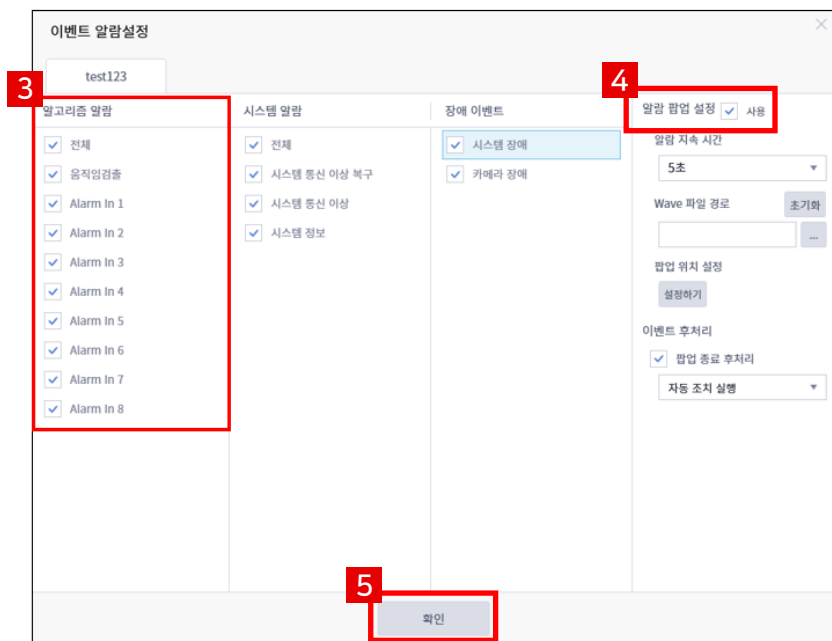 이벤트 알람설정
test123
3
알고리즘 알람
전체
움직임검출
Alarm In 1
Alarm In 2
Alarm In 3
Alarm In 4
Alarm In 5
Alarm In 6
Alarm In 7
Alarm In 8
시스템 알람
전체
시스템 통신 이상 복구
시스템 통신 이상
시스템 정보
장애 이벤트
시스템 장애
카메라 장애
4
알람 팝업 설정 사용
알람 지속 시간
5초
Wave 파일 경로 초기화
...
팝업 위치 설정
설정하기
이벤트 후처리
팝업 종료 후처리
자동 조치 실행
5
확인